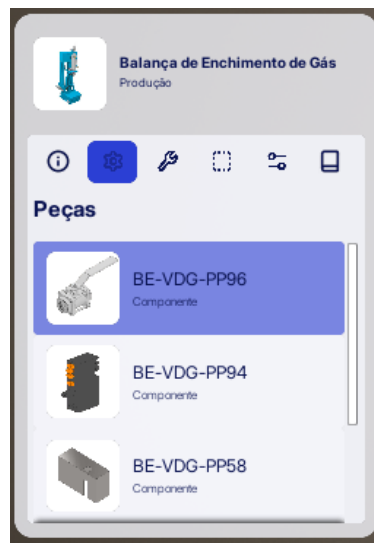 Balança de Enchimento de Gás
Produção
Peças
BE-VDG-PP96
Componente
BE-VDG-PP94
Componente
BE-VDG-PP58
Componente